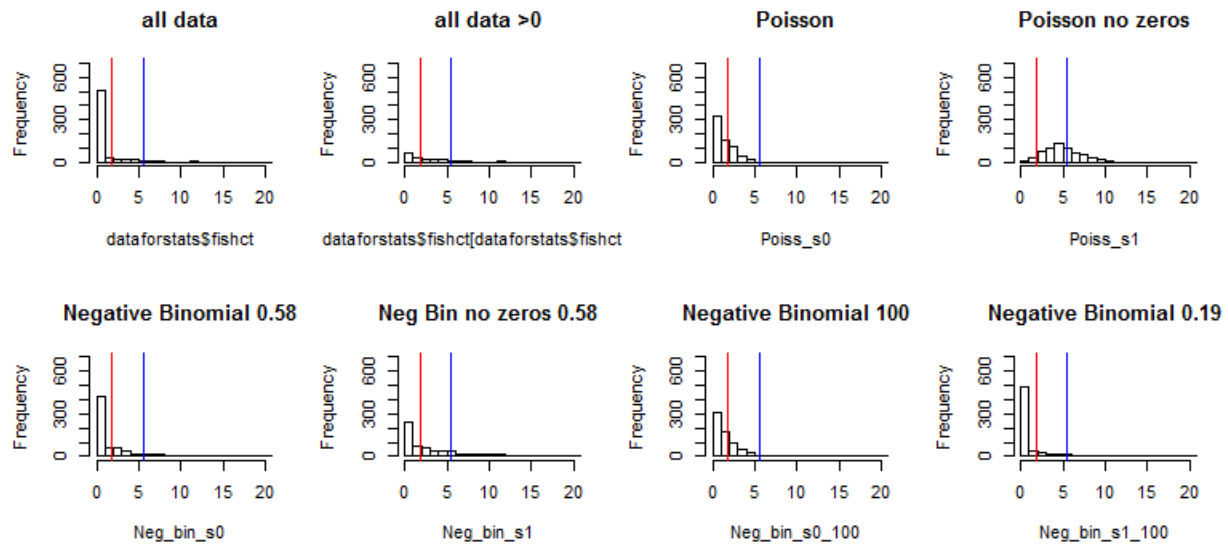 all data
Frequency
0 300 600
0 5 10 15 20
dataforstats$fishct
all data >0
Frequency
0 300 600
0 5 10 15 20
dataforstats$fishct[dataforstats$fishct
Poisson
Frequency
0 300 600
0 5 10 15 20
Poiss_s0
Poisson no zeros
Frequency
0 300 600
0 5 10 15 20
Poiss_s1
Negative Binomial 0.58
Frequency
0 300 600
0 5 10 15 20
Neg_bin_s0
Neg Bin no zeros 0.58
Frequency
0 300 600
0 5 10 15 20
Neg_bin_s1
Negative Binomial 100
Frequency
0 300 600
0 5 10 15 20
Neg_bin_s0_100
Negative Binomial 0.19
Frequency
0 300 600
0 5 10 15 20
Neg_bin_s1_100